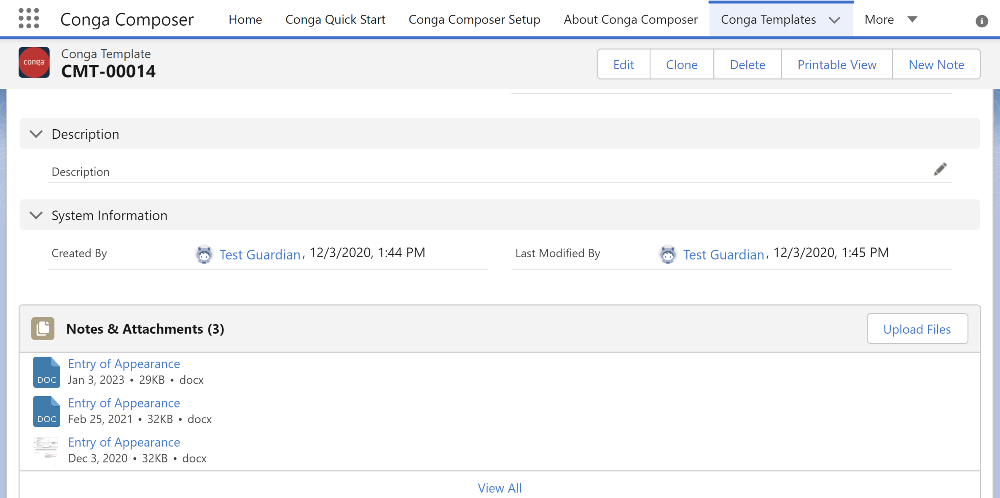 Conga Composer Home Conga Quick Start Conga Composer Setup About Conga Composer Conga Templates More
conga
Conga Template
CMT-00014
Edit Clone Delete Printable View New Note
Description
Description
System Information
Created By Test Guardian, 12/3/2020, 1:44 PM Last Modified By Test Guardian, 12/3/2020, 1:45 PM
Notes & Attachments (3) Upload Files
DOC
Entry of Appearance
Jan 3, 2023 • 29KB • docx
DOC
Entry of Appearance
Feb 25, 2021 • 32KB • docx
Entry of Appearance
Dec 3, 2020 • 32KB • docx
View All